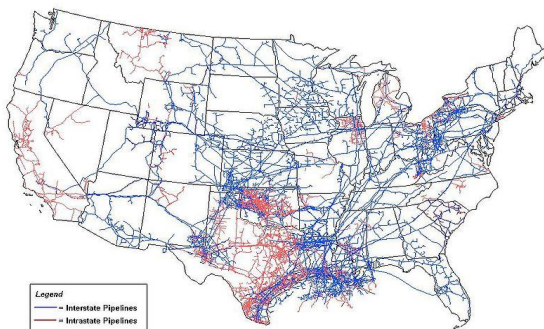 Legend
= Interstate Pipelines
= Intrastate Pipelines